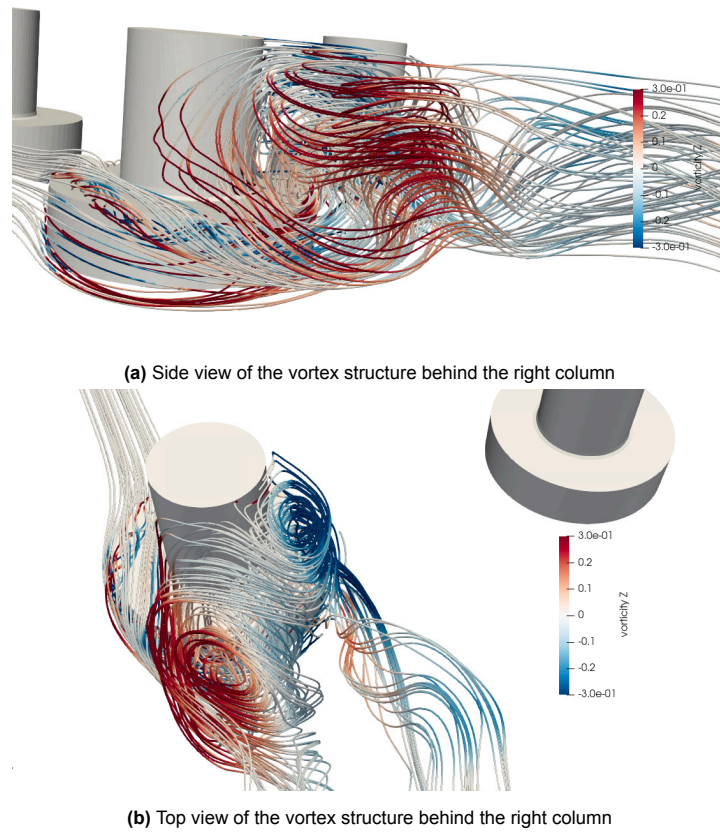 3.0e-01
0.2
0.1
0
-0.1
-0.2
-3.0e-01
vorticity Z
(a) Side view of the vortex structure behind the right column
3.0e-01
0.2
0.1
0
-0.1
-0.2
-3.0e-01
vorticity Z
(b) Top view of the vortex structure behind the right column